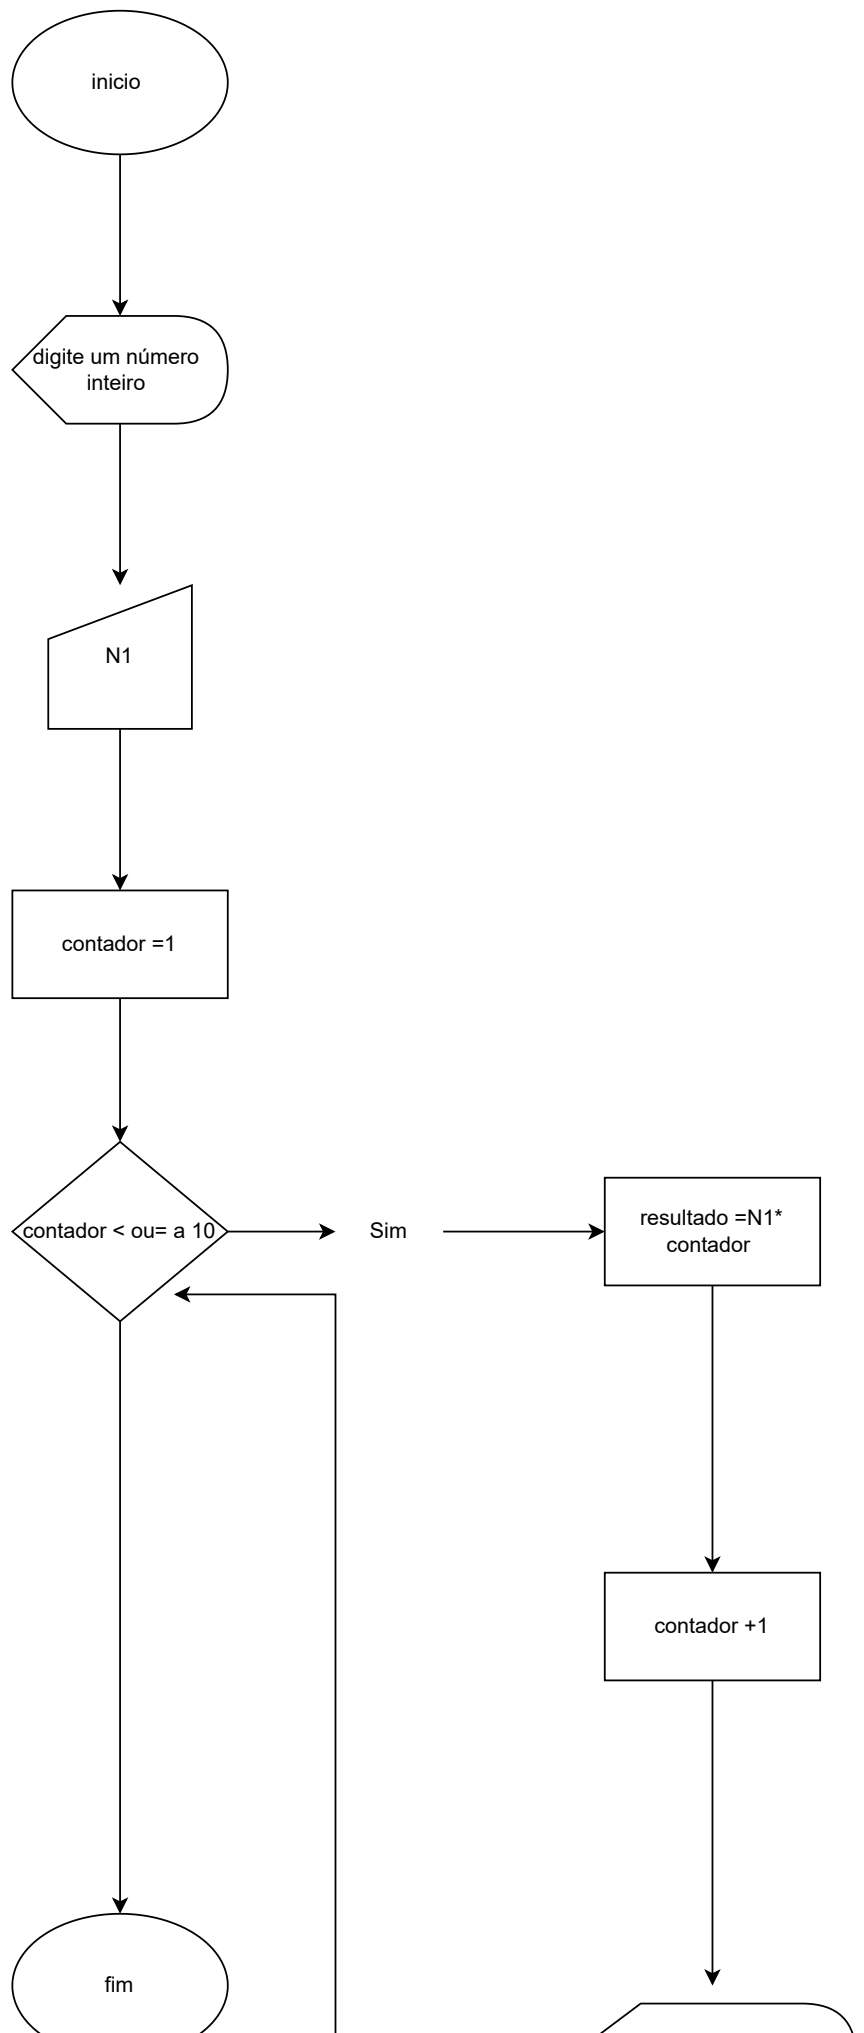 inicio
digite um número
inteiro
N1
contador =1
contador < ou= a 10
Sim
resultado =N1*
contador
contador +1
fim